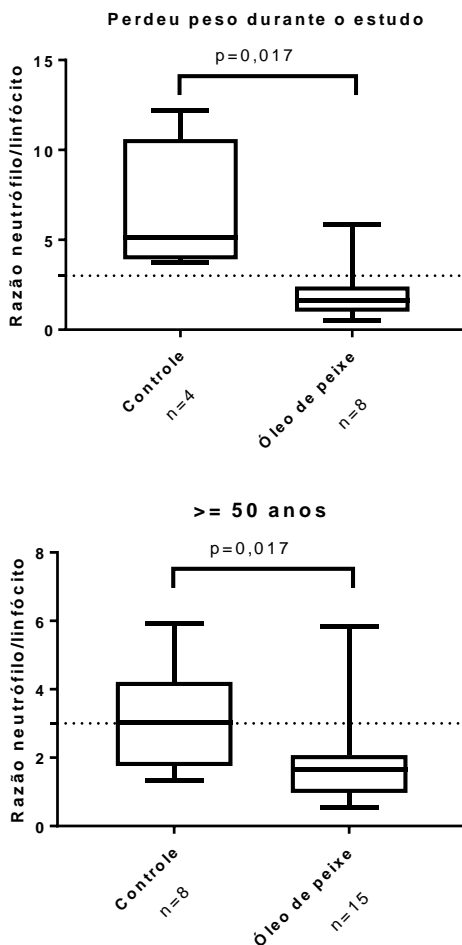 Perdeu peso durante o estudo
p=0,017
Razão neutrófilo/linfócito
15
10
5
0
Controle
n=4
Óleo de peixe
n=8
>= 50 anos
p=0,017
Razão neutrófilo/linfócito
8
6
4
2
0
Controle
n=8
Óleo de peixe
n=15